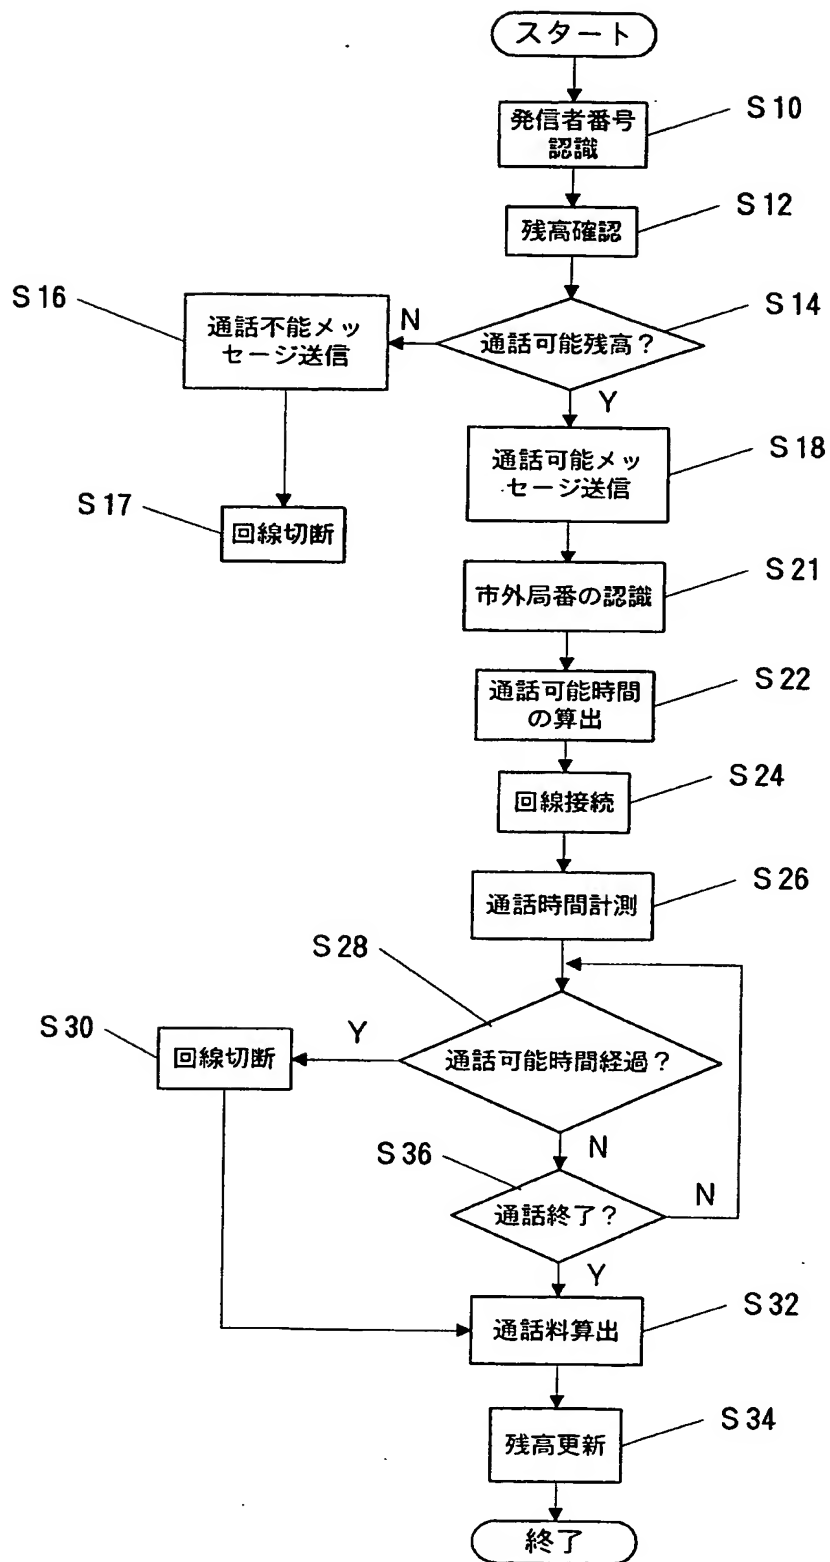 スタート
発信者番号
認識
S10
残高確認
S12
通話可能残高?
S14
N
通話不能メッ
セージ送信
S16
回線切断
S17
Y
通話可能メッ
セージ送信
S18
市外局番の認識
S21
通話可能時間
の算出
S22
回線接続
S24
通話時間計測
S26
S28
通話可能時間経過?
Y
S30
回線切断
N
S36
通話終了?
N
Y
通話料算出
S32
残高更新
S34
終了